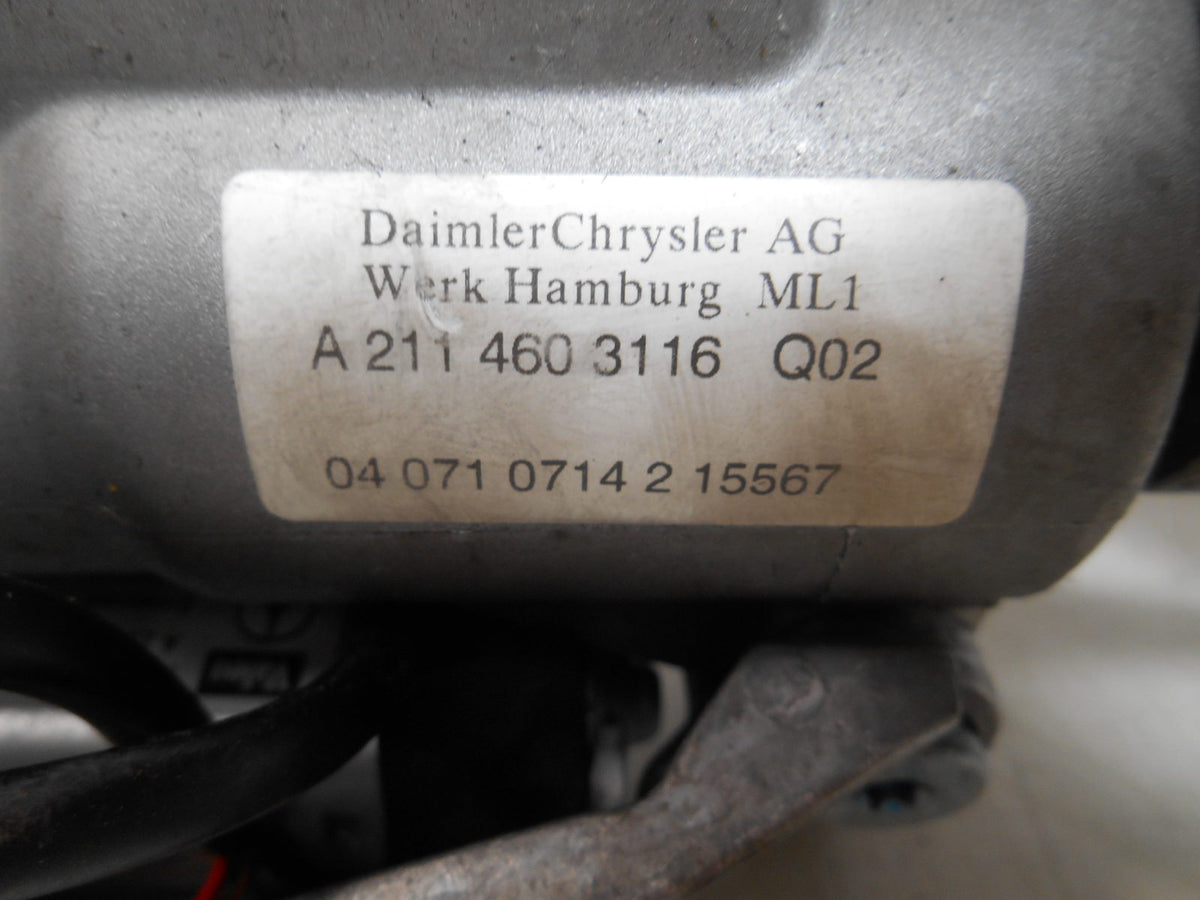 DaimlerChrysler AG
Werk Hamburg ML1
A 211 460 3116 Q02
04 071 0714 2 15567